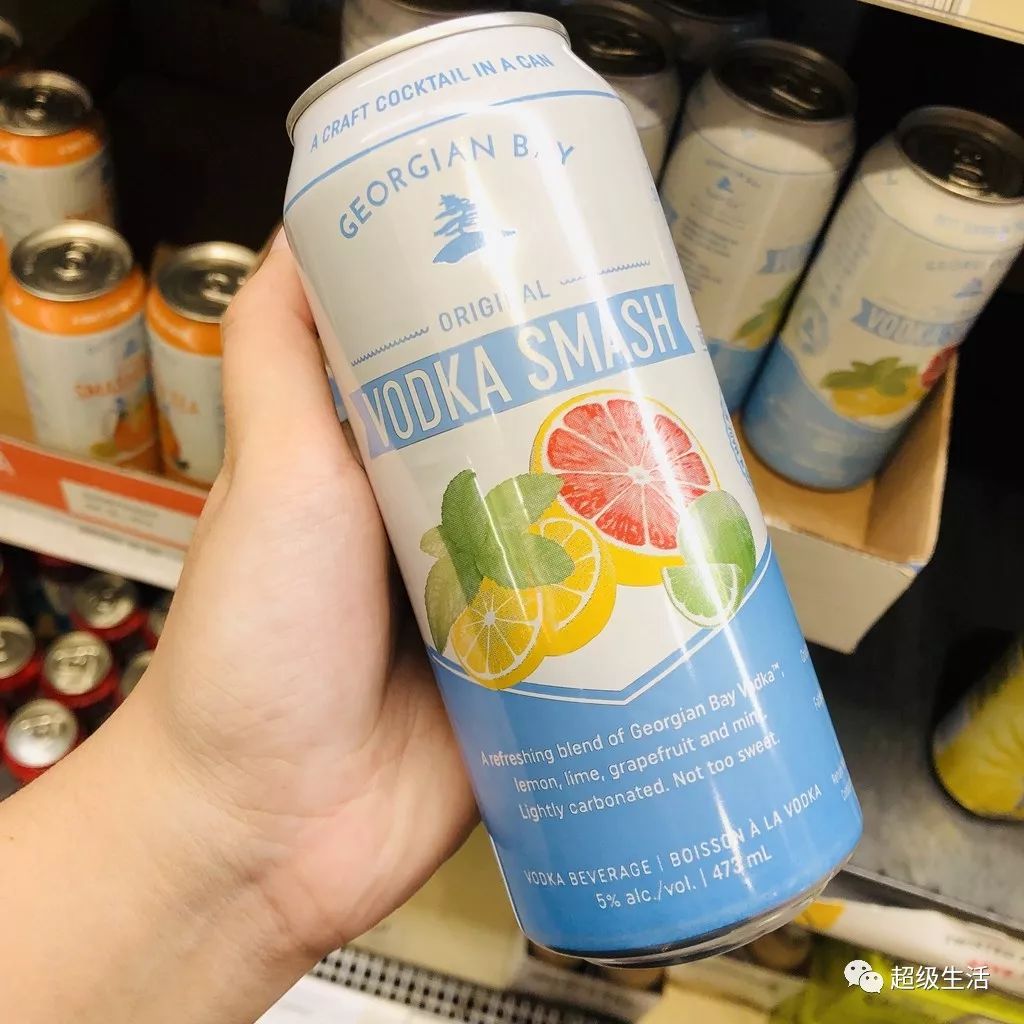 A CRAFT COCKTAIL IN A CAN
GEORGIAN BAY
ORIGINAL
VODKA SMASH
A refreshing blend of Georgian Bay Vodka™,
lemon, lime, grapefruit and mint.
Lightly carbonated. Not too sweet.
VODKA BEVERAGE | BOISSON À LA VODKA
5% alc./vol. | 473 mL
VODKA
超级生活